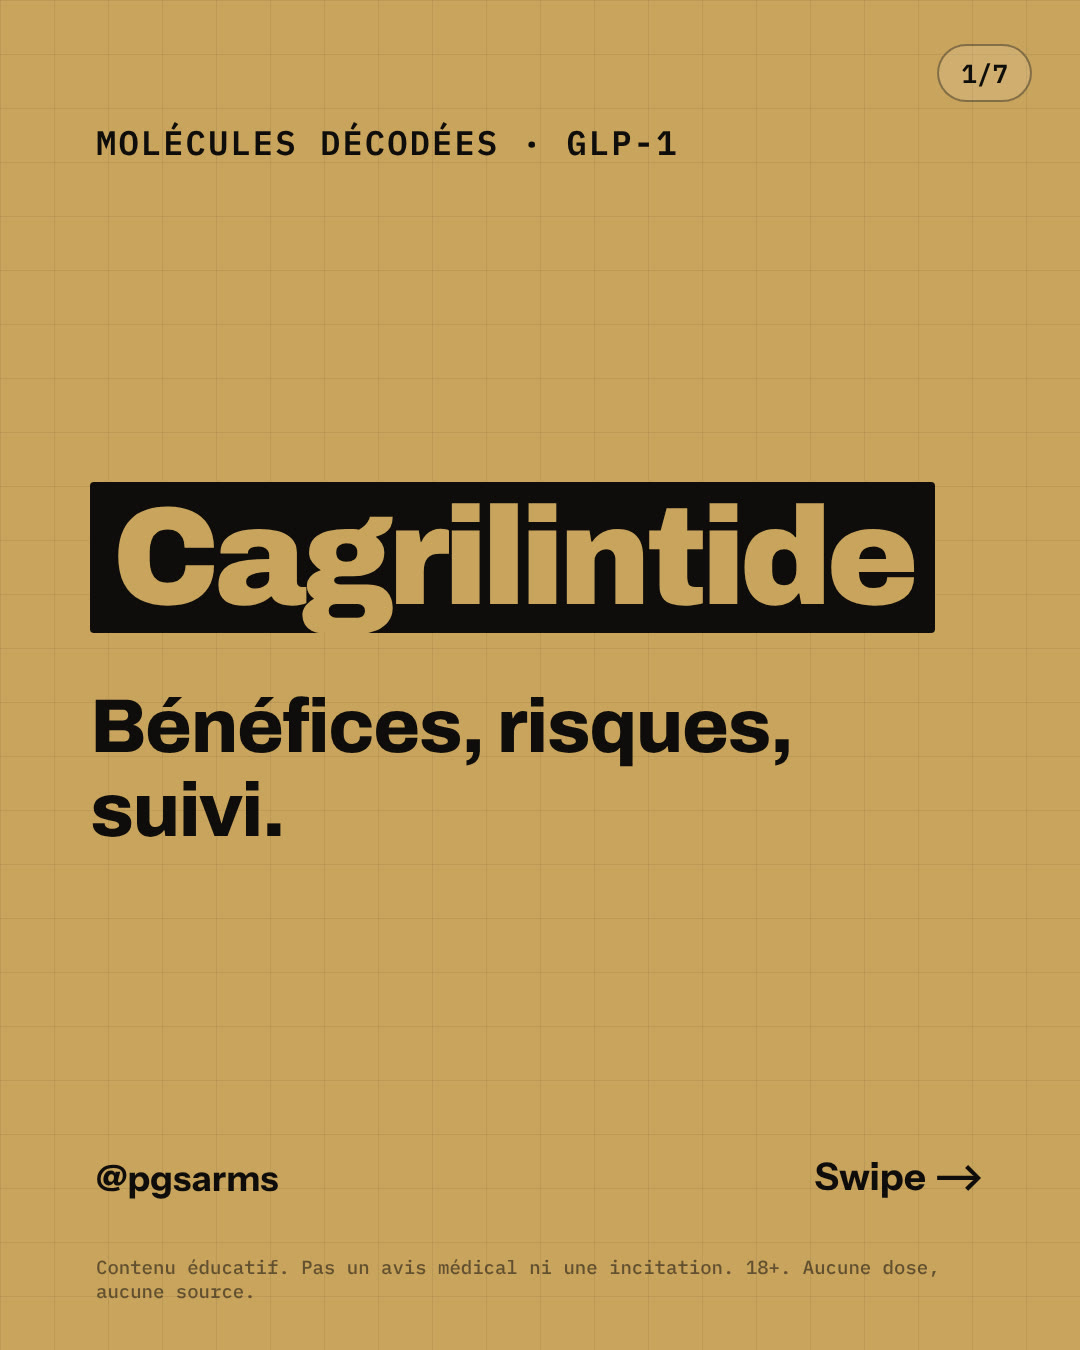 1/7
MOLÉCULES DÉCODÉES · GLP-1
Cagrilintide
Bénéfices, risques,
suivi.
@pgsarms
Swipe →
Contenu éducatif. Pas un avis médical ni une incitation. 18+. Aucune dose,
aucune source.